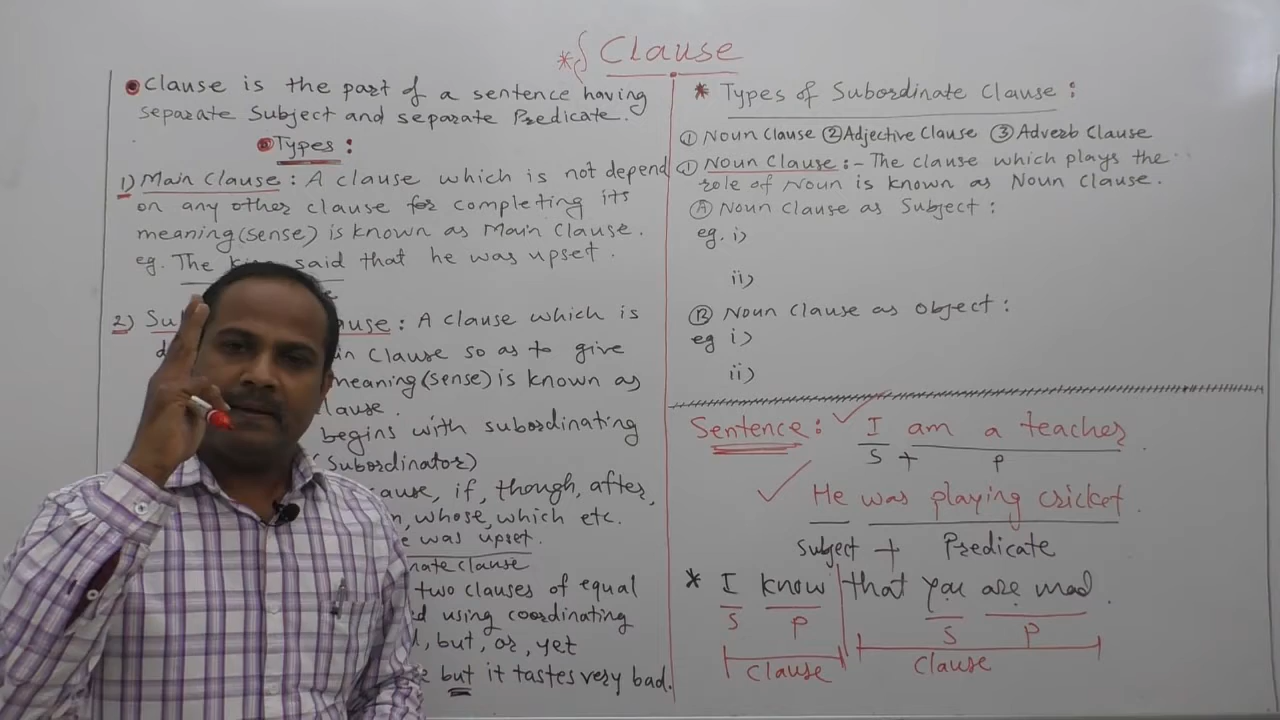 * { Clause
• Clause is the part of a sentence having
separate Subject and separate Predicate.
• Types :
1) Main Clause : A clause which is not depend
on any other clause for completing its
meaning (sense) is known as Main Clause.
eg. The said that he was upset.
2) Su ause : A clause which is
in clause so as to give
meaning (sense) is known as
lause.
begins with subordinating
(Subordinator)
cause, if, though, after,
whose, which etc.
e was upset.
nate clause
two clauses of equal
d using coordinating
but, or, yet
but it tastes very bad.
* Types of Subordinate Clause :
① Noun Clause ② Adjective Clause ③ Adverb Clause
① Noun Clause :- The clause which plays the
role of Noun is known as Noun Clause.
Ⓐ Noun Clause as Subject :
eg. i)
ii)
Ⓑ Noun Clause as Object :
eg i)
ii)
Sentence : I am a teacher
S + P
He was playing cricket.
Subject + Predicate
* I know that you are mad.
S P S P
Clause Clause